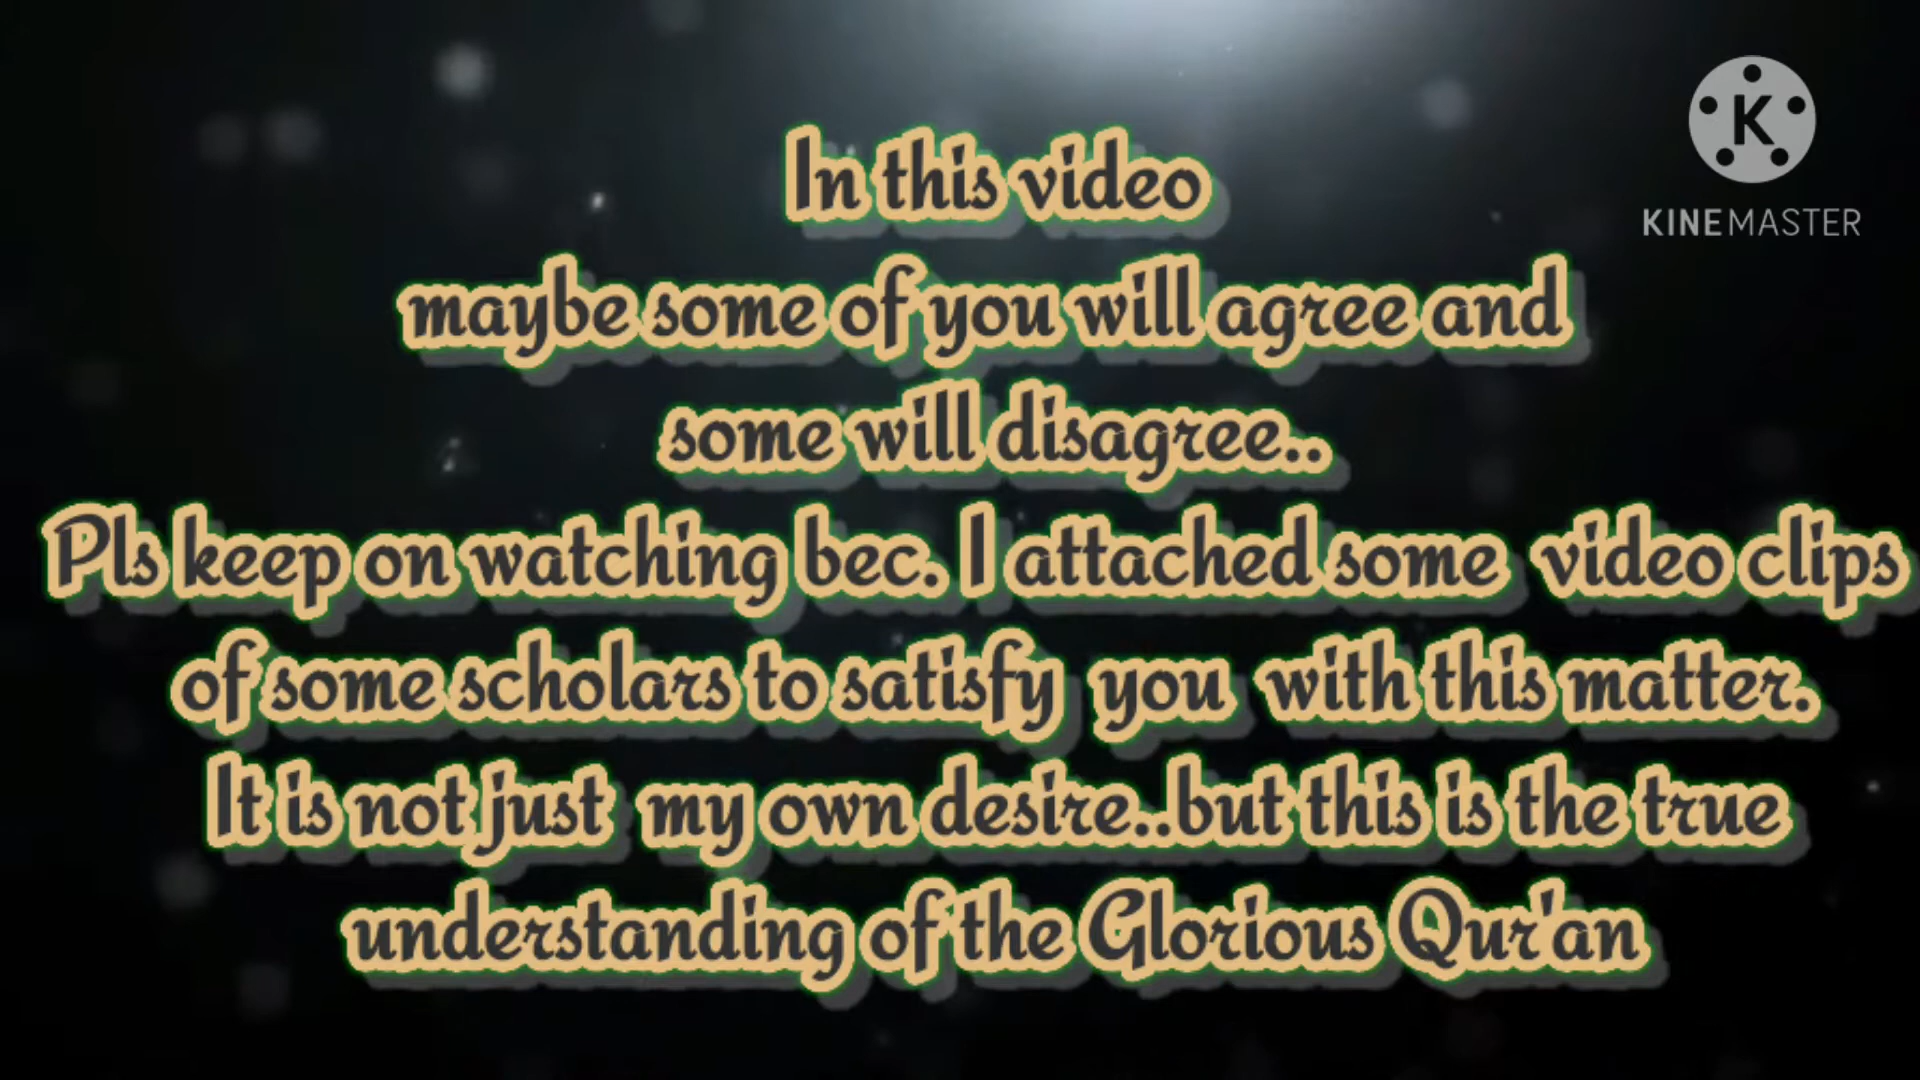 In this video
maybe some of you will agree and
some will disagree..
Pls keep on watching bec. I attached some video clips
of some scholars to satisfy you with this matter.
It is not just my own desire..but this is the true
understanding of the Glorious Qur'an
K
KINEMASTER